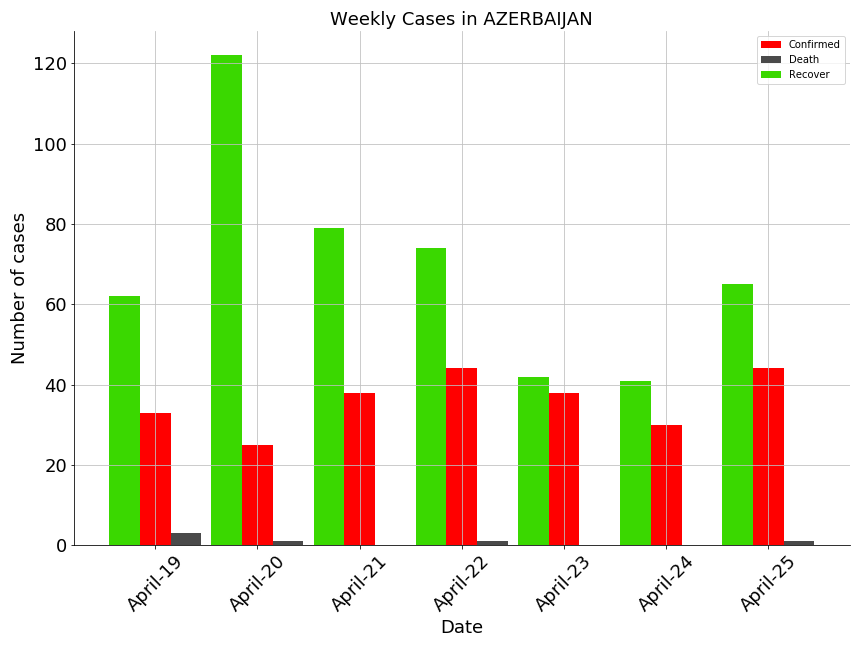 Weekly Cases in AZERBAIJAN
Confirmed
Death
Recover
Number of cases
120
100
80
60
40
20
0
April-19
April-20
April-21
April-22
April-23
April-24
April-25
Date